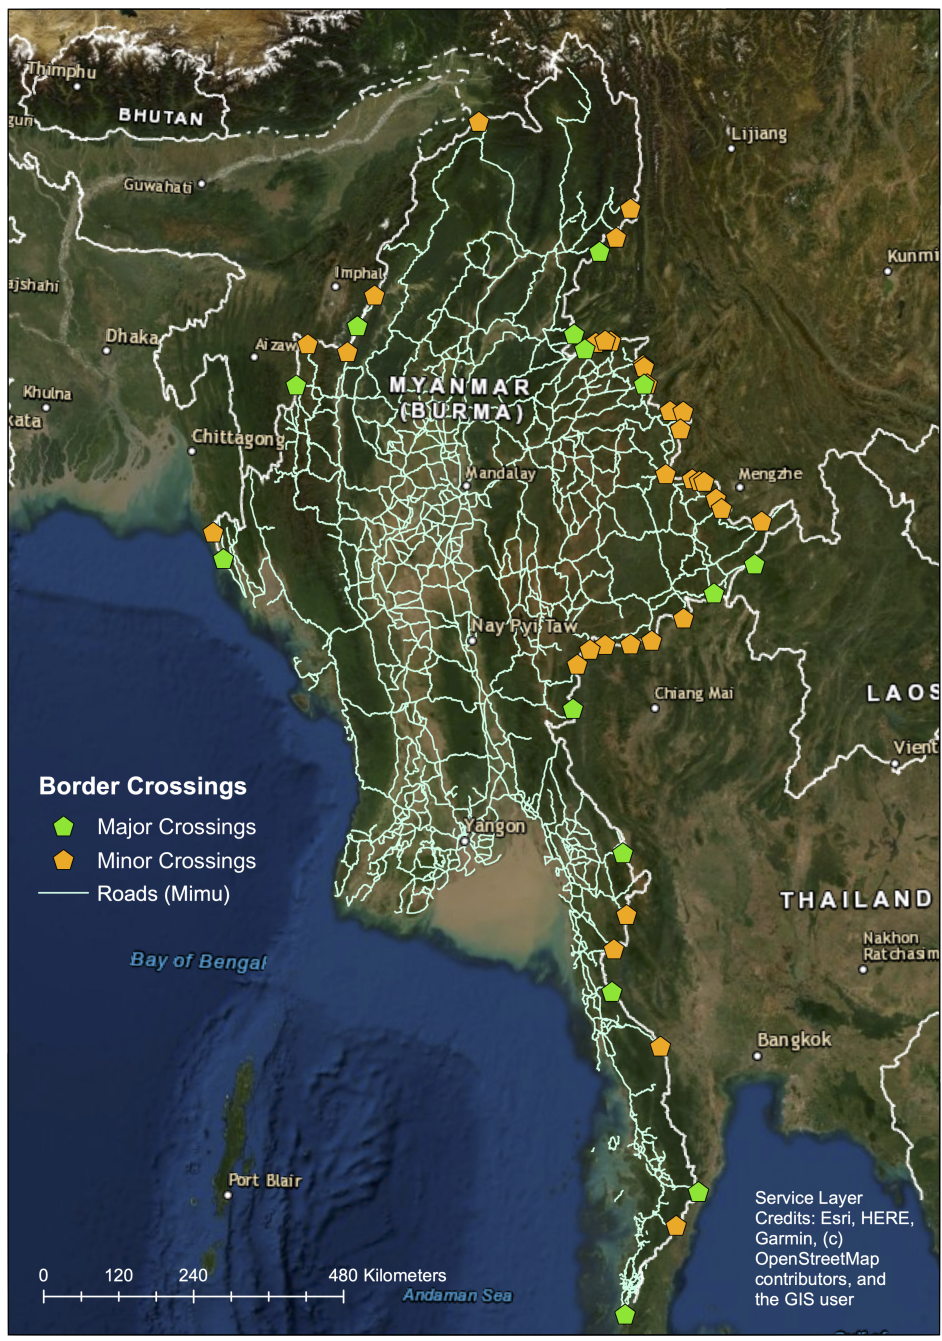 Thimphu
BHUTAN
guri
Lijiang
Guwahati
Kunmi
Imphal
ajshahi
Dhaka
Aizaw
MYANMAR
(BURMA)
Khulna
kata
Chittagong
Mandalay
Mengzhe
Nay Pyi Taw
Chiang Mai
LAOS
Vient
Border Crossings
Major Crossings
Minor Crossings
Roads (Mimu)
Yangon
THAILAND
Nakhon
Ratchasim
Bay of Bengal
Bangkok
Port Blair
Service Layer
Credits: Esri, HERE,
Garmin, (c)
OpenStreetMap
contributors, and
the GIS user
0 120 240 480 Kilometers
Andaman Sea